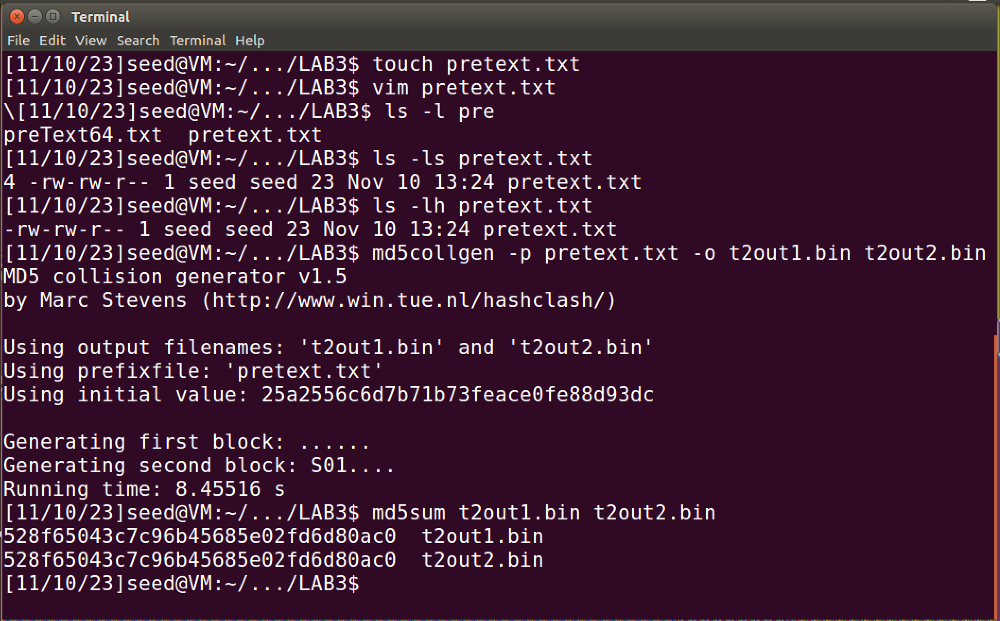 Terminal
File Edit View Search Terminal Help
[11/10/23]seed@VM:~/.../LAB3$ touch pretext.txt
[11/10/23]seed@VM:~/.../LAB3$ vim pretext.txt
\[11/10/23]seed@VM:~/.../LAB3$ ls -l pre
preText64.txt  pretext.txt
[11/10/23]seed@VM:~/.../LAB3$ ls -ls pretext.txt
4 -rw-rw-r-- 1 seed seed 23 Nov 10 13:24 pretext.txt
[11/10/23]seed@VM:~/.../LAB3$ ls -lh pretext.txt
-rw-rw-r-- 1 seed seed 23 Nov 10 13:24 pretext.txt
[11/10/23]seed@VM:~/.../LAB3$ md5collgen -p pretext.txt -o t2out1.bin t2out2.bin
MD5 collision generator v1.5
by Marc Stevens (http://www.win.tue.nl/hashclash/)

Using output filenames: 't2out1.bin' and 't2out2.bin'
Using prefixfile: 'pretext.txt'
Using initial value: 25a2556c6d7b71b73feace0fe88d93dc

Generating first block: ......
Generating second block: S01....
Running time: 8.45516 s
[11/10/23]seed@VM:~/.../LAB3$ md5sum t2out1.bin t2out2.bin
528f65043c7c96b45685e02fd6d80ac0  t2out1.bin
528f65043c7c96b45685e02fd6d80ac0  t2out2.bin
[11/10/23]seed@VM:~/.../LAB3$